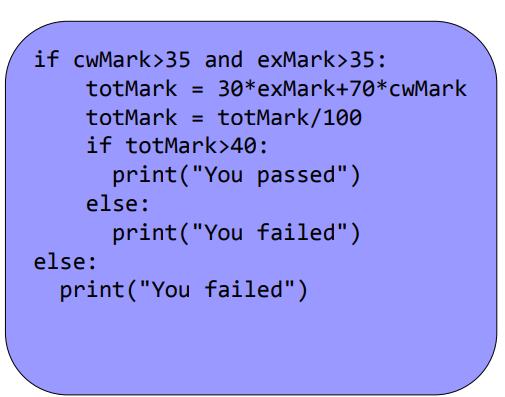 if cwMark>35 and exMark>35:
    totMark = 30*exMark+70*cwMark
    totMark = totMark/100
    if totMark>40:
      print("You passed")
    else:
      print("You failed")
else:
  print("You failed")